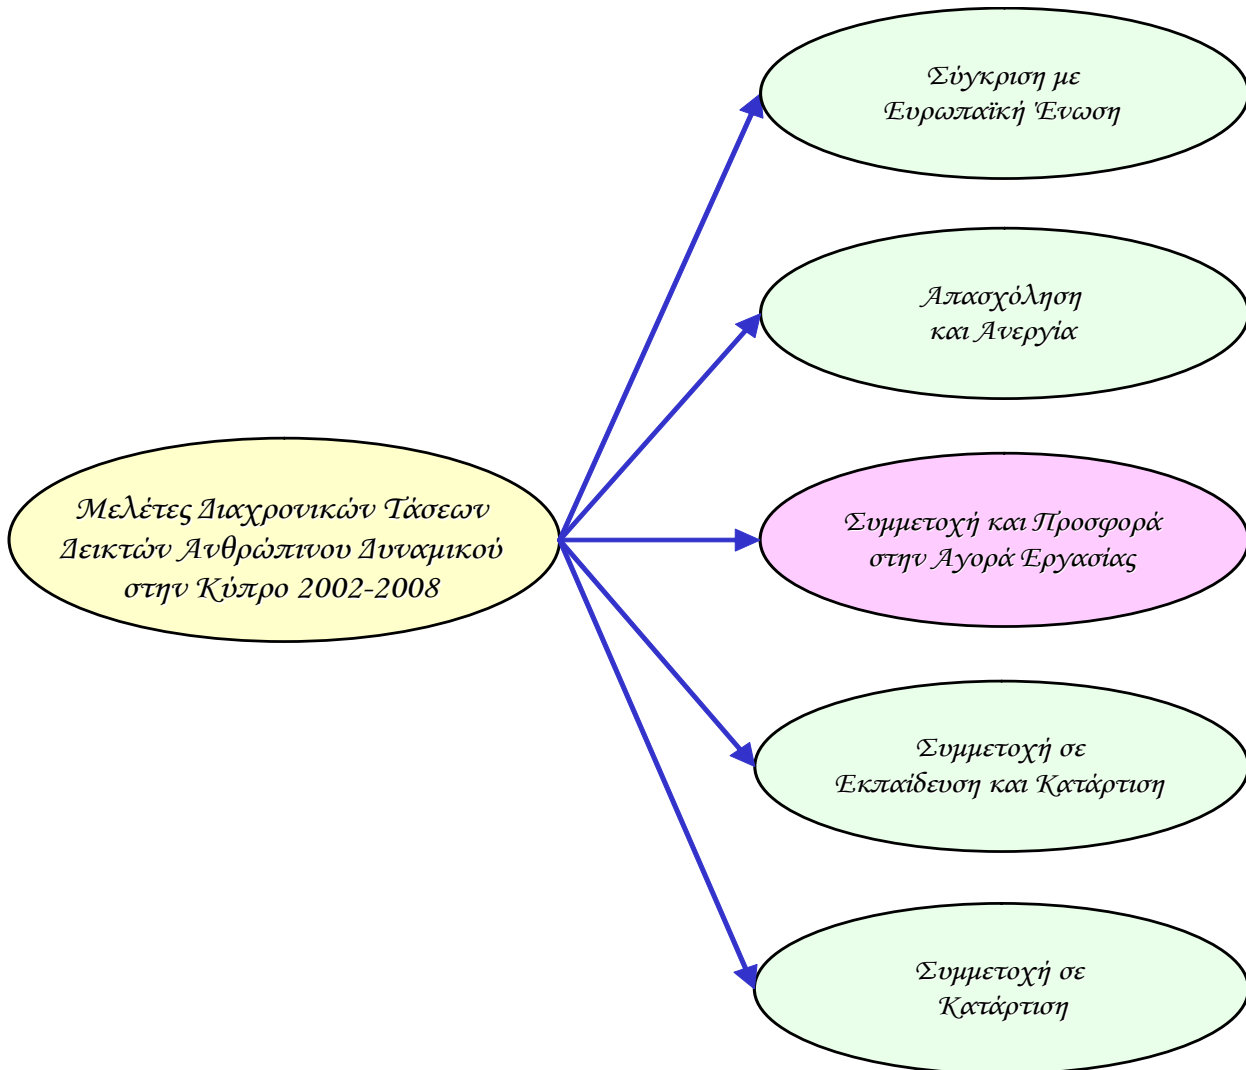 Σύγκριση με
Ευρωπαϊκή Ένωση
Απασχόληση
και Ανεργία
Μελέτες Διαχρονικών Τάσεων
Δεικτών Ανθρώπινου Δυναμικού
στην Κύπρο 2002-2008
Συμμετοχή και Προσφορά
στην Αγορά Εργασίας
Συμμετοχή σε
Εκπαίδευση και Κατάρτιση
Συμμετοχή σε
Κατάρτιση